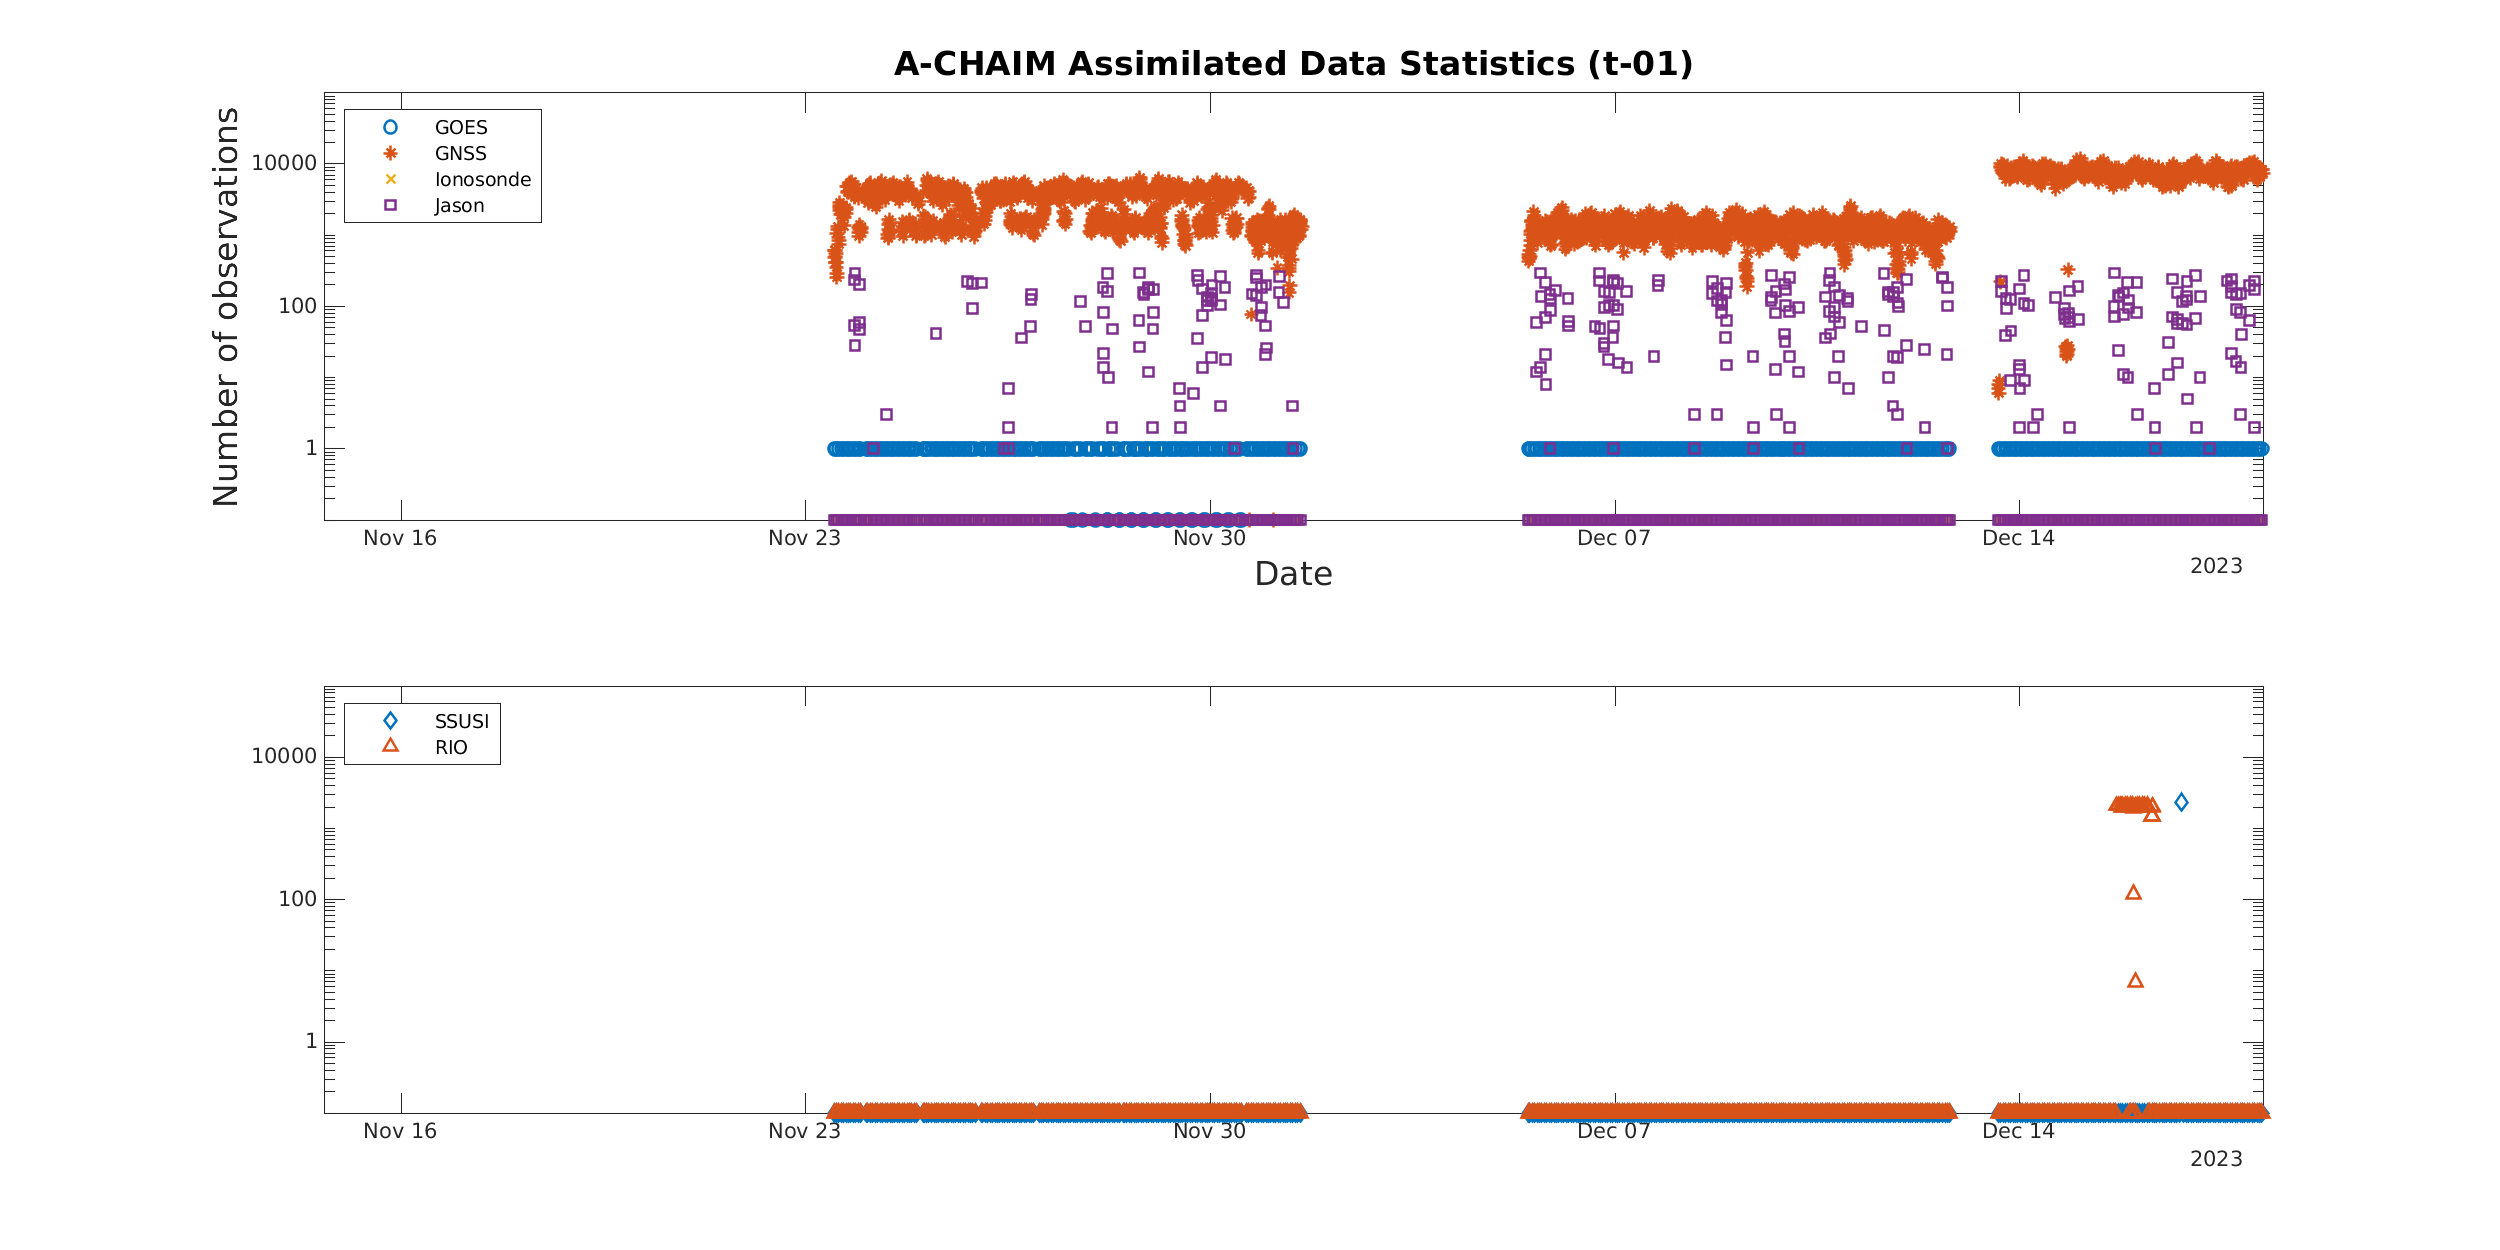 A-CHAIM Assimilated Data Statistics (t-01)
Number of observations
GOES
GNSS
Ionosonde
Jason
10000
100
1
Nov 16
Nov 23
Nov 30
Dec 07
Dec 14
2023
Date
SSUSI
RIO
10000
100
1
Nov 16
Nov 23
Nov 30
Dec 07
Dec 14
2023